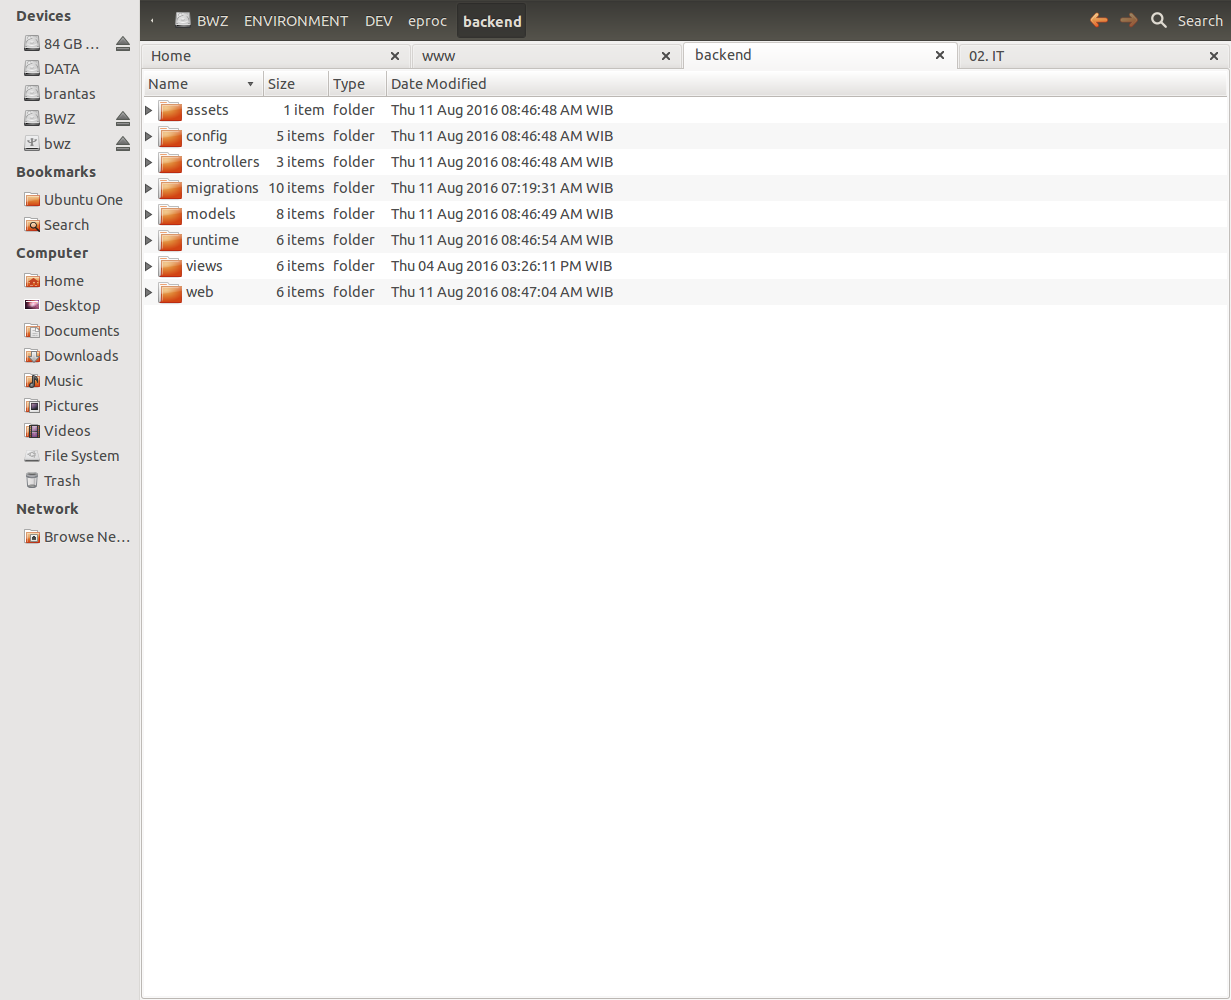 Devices
84 GB ...
DATA
brantas
BWZ
bwz
Bookmarks
Ubuntu One
Search
Computer
Home
Desktop
Documents
Downloads
Music
Pictures
Videos
File System
Trash
Network
Browse Ne...
BWZ ENVIRONMENT DEV eproc backend Search
Home www backend 02. IT
Name Size Type Date Modified
assets 1 item folder Thu 11 Aug 2016 08:46:48 AM WIB
config 5 items folder Thu 11 Aug 2016 08:46:48 AM WIB
controllers 3 items folder Thu 11 Aug 2016 08:46:48 AM WIB
migrations 10 items folder Thu 11 Aug 2016 07:19:31 AM WIB
models 8 items folder Thu 11 Aug 2016 08:46:49 AM WIB
runtime 6 items folder Thu 11 Aug 2016 08:46:54 AM WIB
views 6 items folder Thu 04 Aug 2016 03:26:11 PM WIB
web 6 items folder Thu 11 Aug 2016 08:47:04 AM WIB